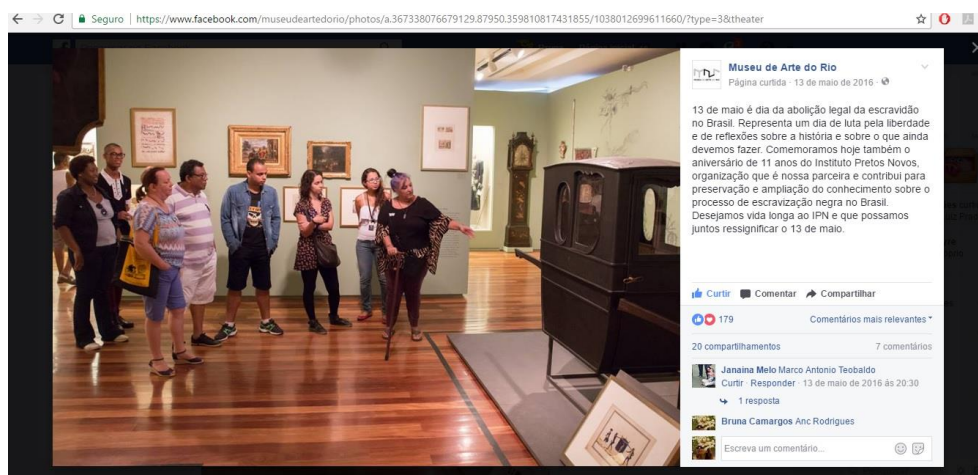 Seguro | https://www.facebook.com/museudeartedorio/photos/a.367338076679129.87950.359810817431855/1038012699611660/?type=3&theater
Museu de Arte do Rio
Página curtida · 13 de maio de 2016 ·
13 de maio é dia da abolição legal da escravidão
no Brasil. Representa um dia de luta pela liberdade
e de reflexões sobre a história e sobre o que ainda
devemos fazer. Comemoramos hoje também o
aniversário de 11 anos do Instituto Pretos Novos,
organização que é nossa parceira e contribui para
preservação e ampliação do conhecimento sobre o
processo de escravização negra no Brasil.
Desejamos vida longa ao IPN e que possamos
juntos ressignificar o 13 de maio.
Curtir Comentar Compartilhar
179 Comentários mais relevantes
20 compartilhamentos 7 comentários
Janaina Melo Marco Antonio Teobaldo
Curtir · Responder · 13 de maio de 2016 às 20:30
1 resposta
Bruna Camargos Anc Rodrigues
Escreva um comentário...